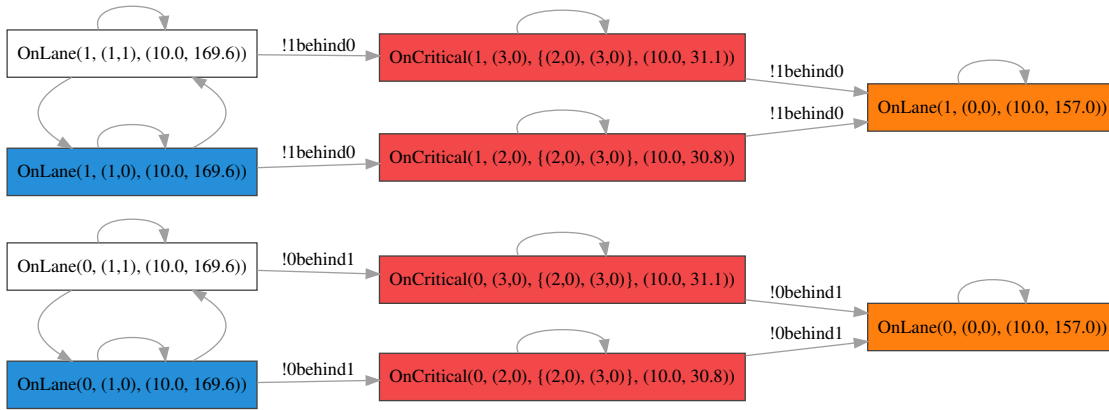 OnLane(1, (1,1), (10.0, 169.6))
!1behind0
OnCritical(1, (3,0), {(2,0), (3,0)}, (10.0, 31.1))
!1behind0
OnLane(1, (0,0), (10.0, 157.0))
!1behind0
OnLane(1, (1,0), (10.0, 169.6))
!1behind0
OnCritical(1, (2,0), {(2,0), (3,0)}, (10.0, 30.8))
OnLane(0, (1,1), (10.0, 169.6))
!0behind1
OnCritical(0, (3,0), {(2,0), (3,0)}, (10.0, 31.1))
!0behind1
OnLane(0, (0,0), (10.0, 157.0))
!0behind1
OnLane(0, (1,0), (10.0, 169.6))
!0behind1
OnCritical(0, (2,0), {(2,0), (3,0)}, (10.0, 30.8))